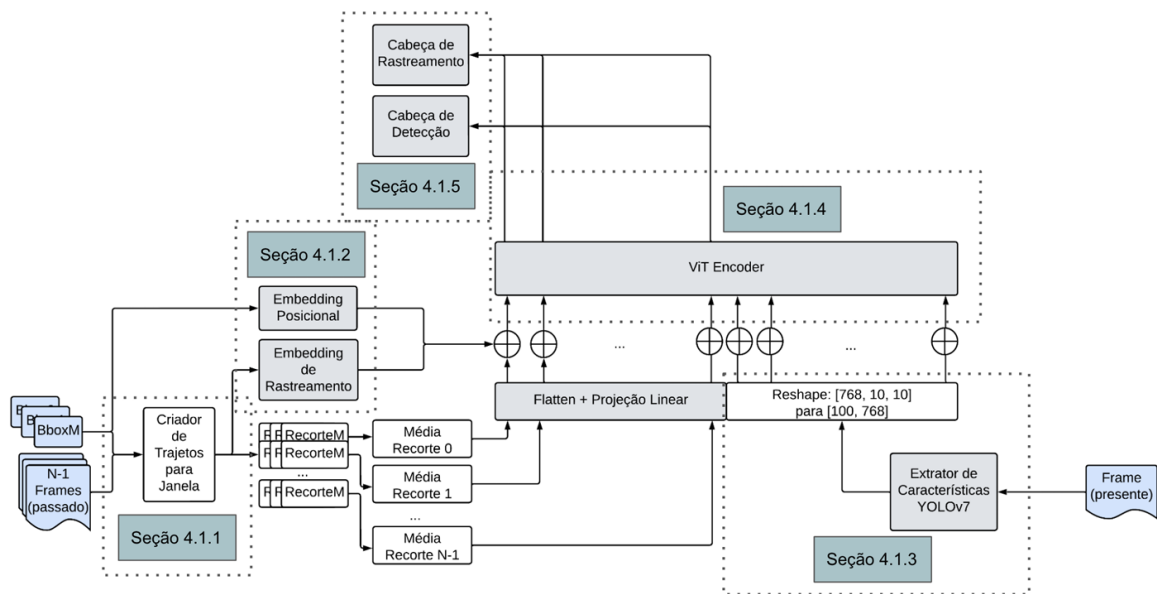 Cabeça de
Rastreamento
Cabeça de
Detecção
Seção 4.1.5
Seção 4.1.4
Seção 4.1.2
ViT Encoder
Embedding
Posicional
Embedding
de
Rastreamento
...
...
Flatten + Projeção Linear
Reshape: [768, 10, 10]
para [100, 768]
BboxM
N-1
Frames
(passado)
Criador
de
Trajetos
para
Janela
RecorteM
RecorteM
...
RecorteM
Média
Recorte 0
Média
Recorte 1
...
Média
Recorte N-1
Extrator de
Características
YOLOv7
Frame
(presente)
Seção 4.1.1
Seção 4.1.3